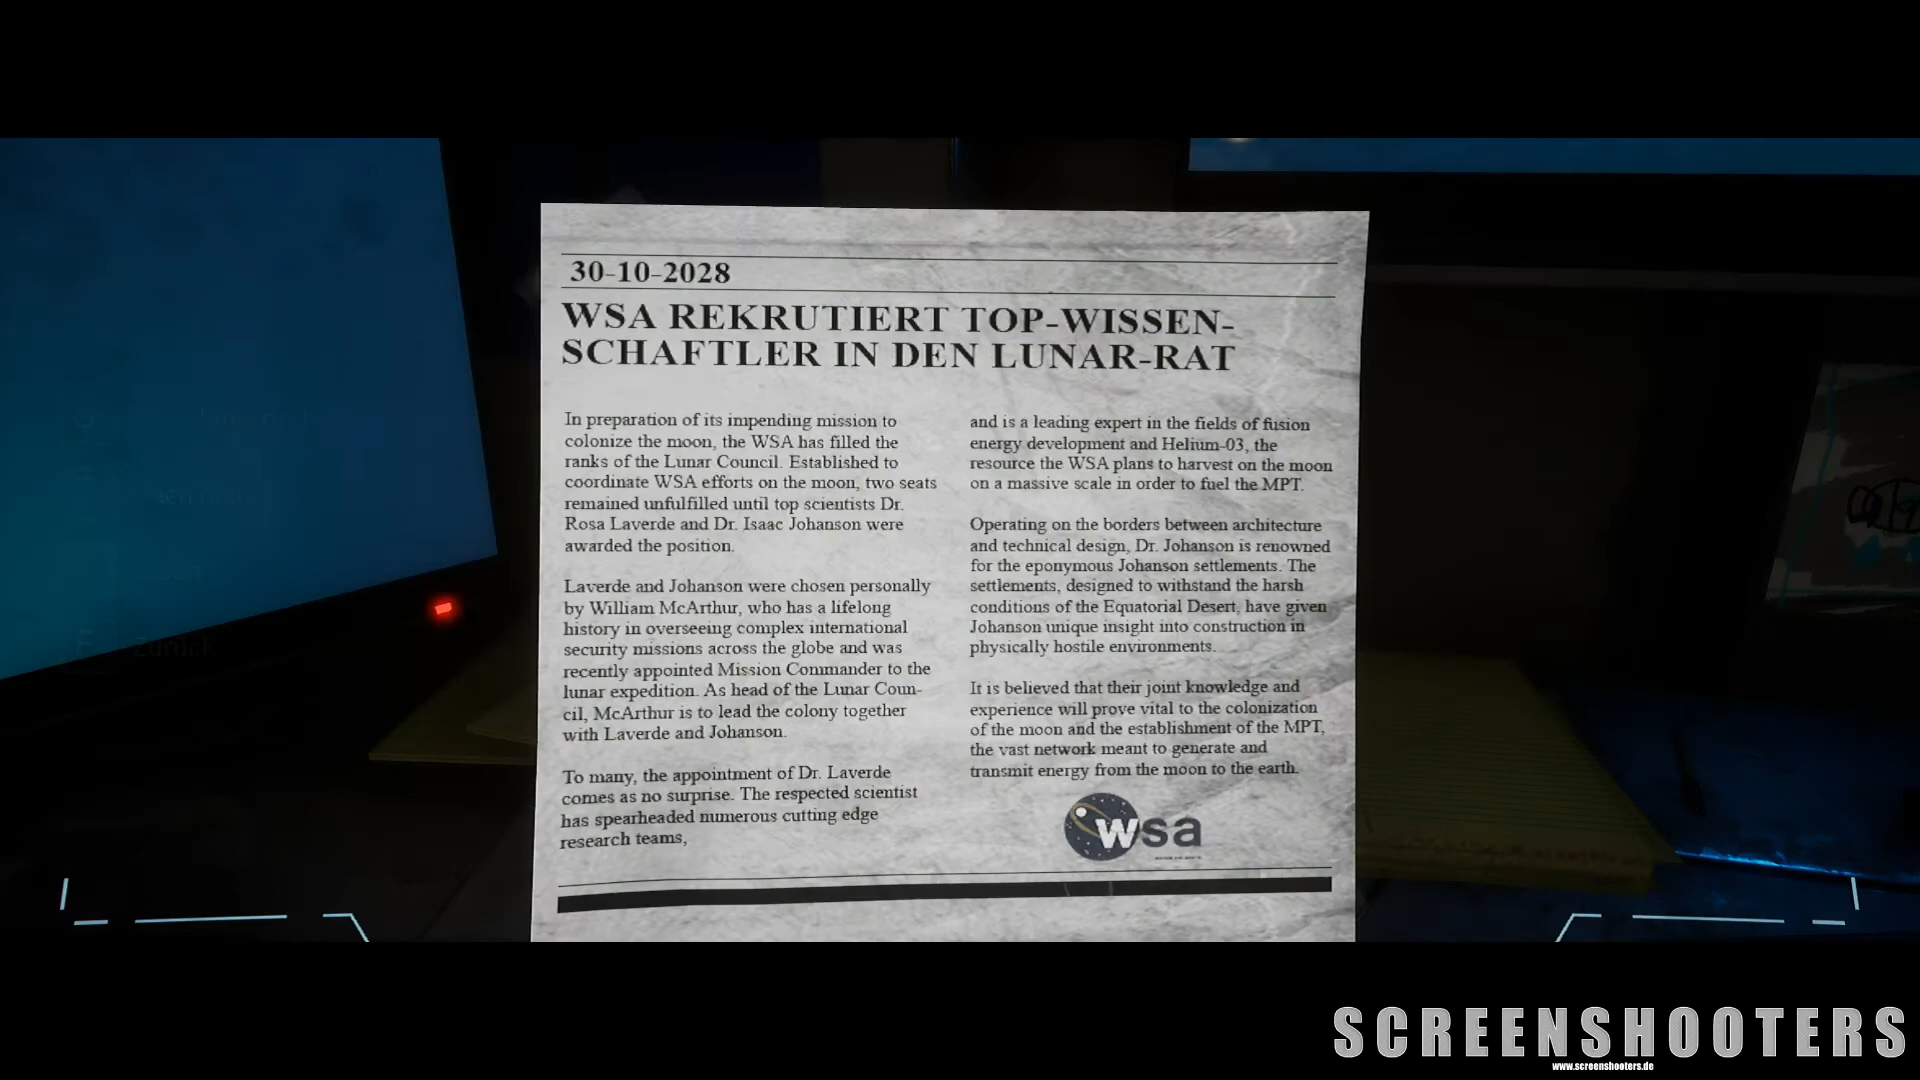 30-10-2028
WSA REKRUTIERT TOP-WISSEN-
SCHAFTLER IN DEN LUNAR-RAT
In preparation of its impending mission to
colonize the moon, the WSA has filled the
ranks of the Lunar Council. Established to
coordinate WSA efforts on the moon, two seats
remained unfulfilled until top scientists Dr.
Rosa Laverde and Dr. Isaac Johanson were
awarded the position.
Laverde and Johanson were chosen personally
by William McArthur, who has a lifelong
history in overseeing complex international
security missions across the globe and was
recently appointed Mission Commander to the
lunar expedition. As head of the Lunar Coun-
cil, McArthur is to lead the colony together
with Laverde and Johanson.
To many, the appointment of Dr. Laverde
comes as no surprise. The respected scientist
has spearheaded numerous cutting edge
research teams,
and is a leading expert in the fields of fusion
energy development and Helium-03, the
resource the WSA plans to harvest on the moon
on a massive scale in order to fuel the MPT.
Operating on the borders between architecture
and technical design, Dr. Johanson is renowned
for the eponymous Johanson settlements. The
settlements, designed to withstand the harsh
conditions of the Equatorial Desert, have given
Johanson unique insight into construction in
physically hostile environments.
It is believed that their joint knowledge and
experience will prove vital to the colonization
of the moon and the establishment of the MPT,
the vast network meant to generate and
transmit energy from the moon to the earth.
wsa
Zurück
SCREENSHOOTERS
www.screenshooters.de